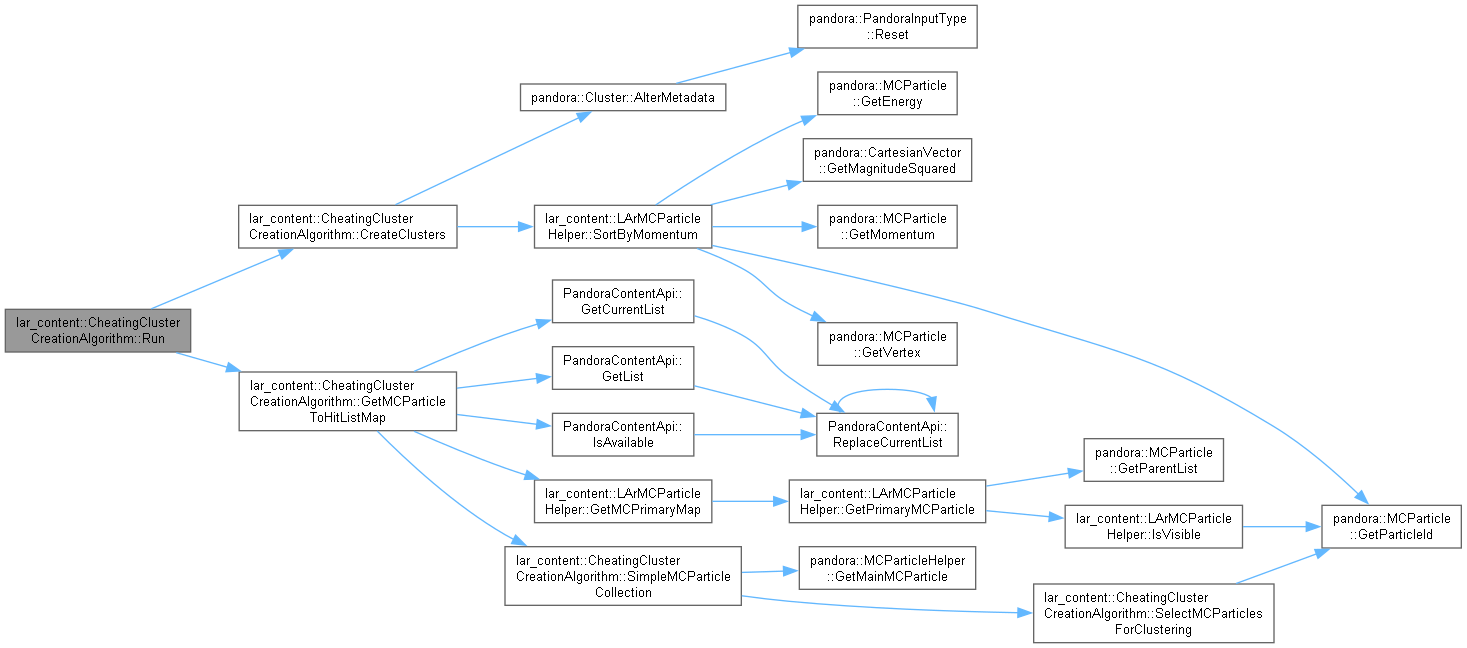 pandora::PandoraInputType
::Reset
pandora::MCParticle
::GetEnergy
pandora::Cluster::AlterMetadata
pandora::CartesianVector
::GetMagnitudeSquared
lar_content::CheatingCluster
CreationAlgorithm::CreateClusters
lar_content::LArMCParticle
Helper::SortByMomentum
pandora::MCParticle
::GetMomentum
PandoraContentApi::
GetCurrentList
lar_content::CheatingCluster
CreationAlgorithm::Run
pandora::MCParticle
::GetVertex
PandoraContentApi::
GetList
lar_content::CheatingCluster
CreationAlgorithm::GetMCParticle
ToHitListMap
PandoraContentApi::
IsAvailable
PandoraContentApi::
ReplaceCurrentList
pandora::MCParticle
::GetParentList
lar_content::LArMCParticle
Helper::GetMCPrimaryMap
lar_content::LArMCParticle
Helper::GetPrimaryMCParticle
lar_content::LArMCParticle
Helper::IsVisible
pandora::MCParticle
::GetParticleId
lar_content::CheatingCluster
CreationAlgorithm::SimpleMCParticle
Collection
pandora::MCParticleHelper
::GetMainMCParticle
lar_content::CheatingCluster
CreationAlgorithm::SelectMCParticles
ForClustering